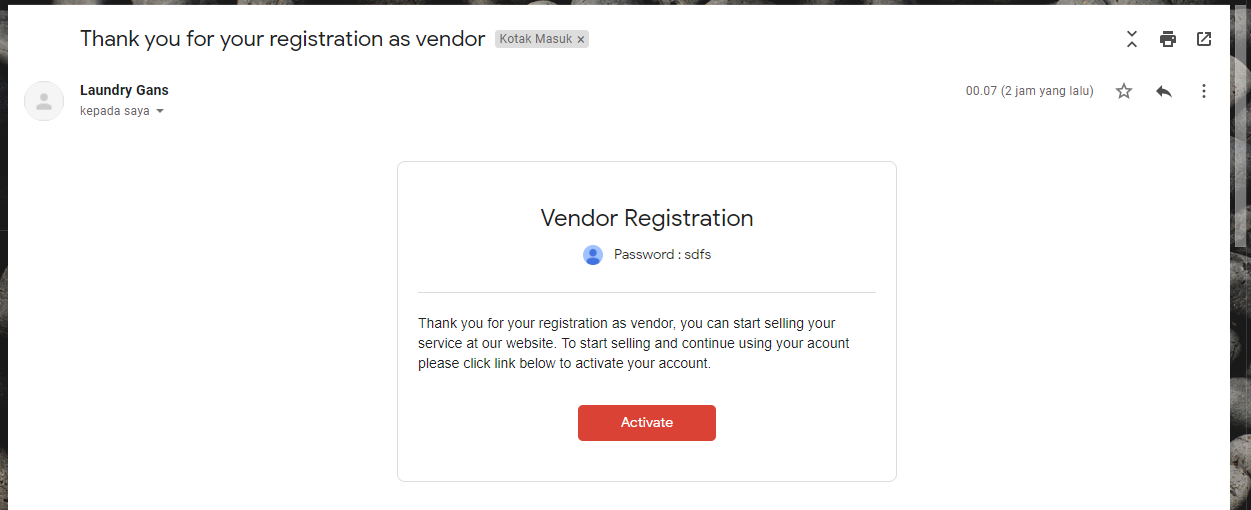 Thank you for your registration as vendor Kotak Masuk ×
Laundry Gans 00.07 (2 jam yang lalu)
kepada saya
Vendor Registration
Password : sdfs
Thank you for your registration as vendor, you can start selling your
service at our website. To start selling and continue using your acount
please click link below to activate your account.
Activate